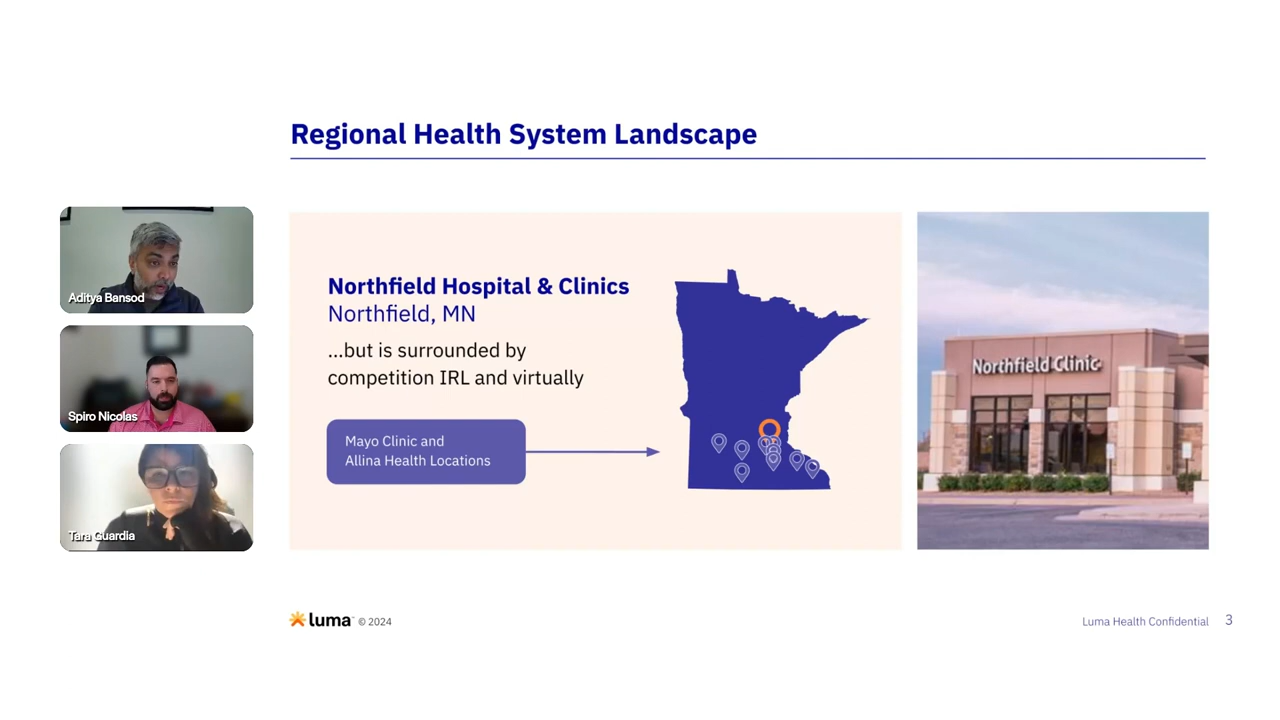 Regional Health System Landscape
Aditya Bansod
Spiro Nicolas
Tara Guardia
Northfield Hospital & Clinics
Northfield, MN
...but is surrounded by
competition IRL and virtually
Mayo Clinic and
Allina Health Locations
Northfield Clinic
luma™ © 2024
Luma Health Confidential 3